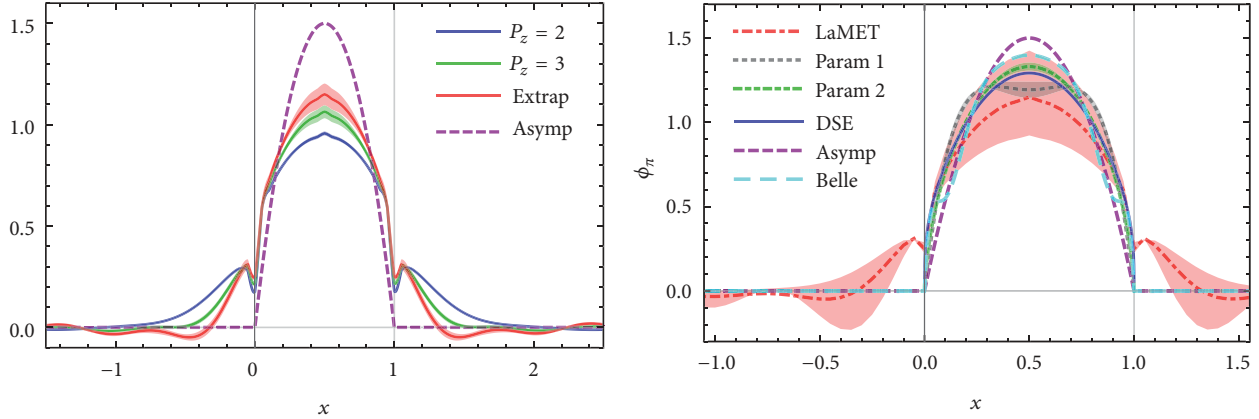 1.5
1.0
0.5
0.0
−1
0
1
2
x
P_z = 2
P_z = 3
Extrap
Asymp
ϕ_π
1.5
1.0
0.5
0.0
−1.0
−0.5
0.0
0.5
1.0
1.5
x
LaMET
Param 1
Param 2
DSE
Asymp
Belle